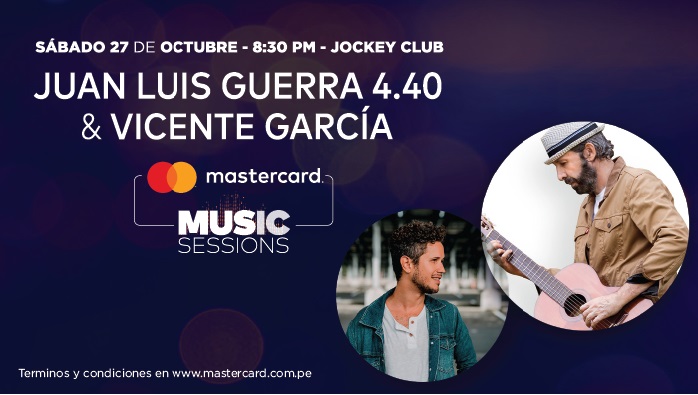 SÁBADO 27 DE OCTUBRE - 8:30 PM - JOCKEY CLUB
JUAN LUIS GUERRA 4.40
& VICENTE GARCÍA
mastercard.
MUSIC
SESSIONS
Terminos y condiciones en www.mastercard.com.pe